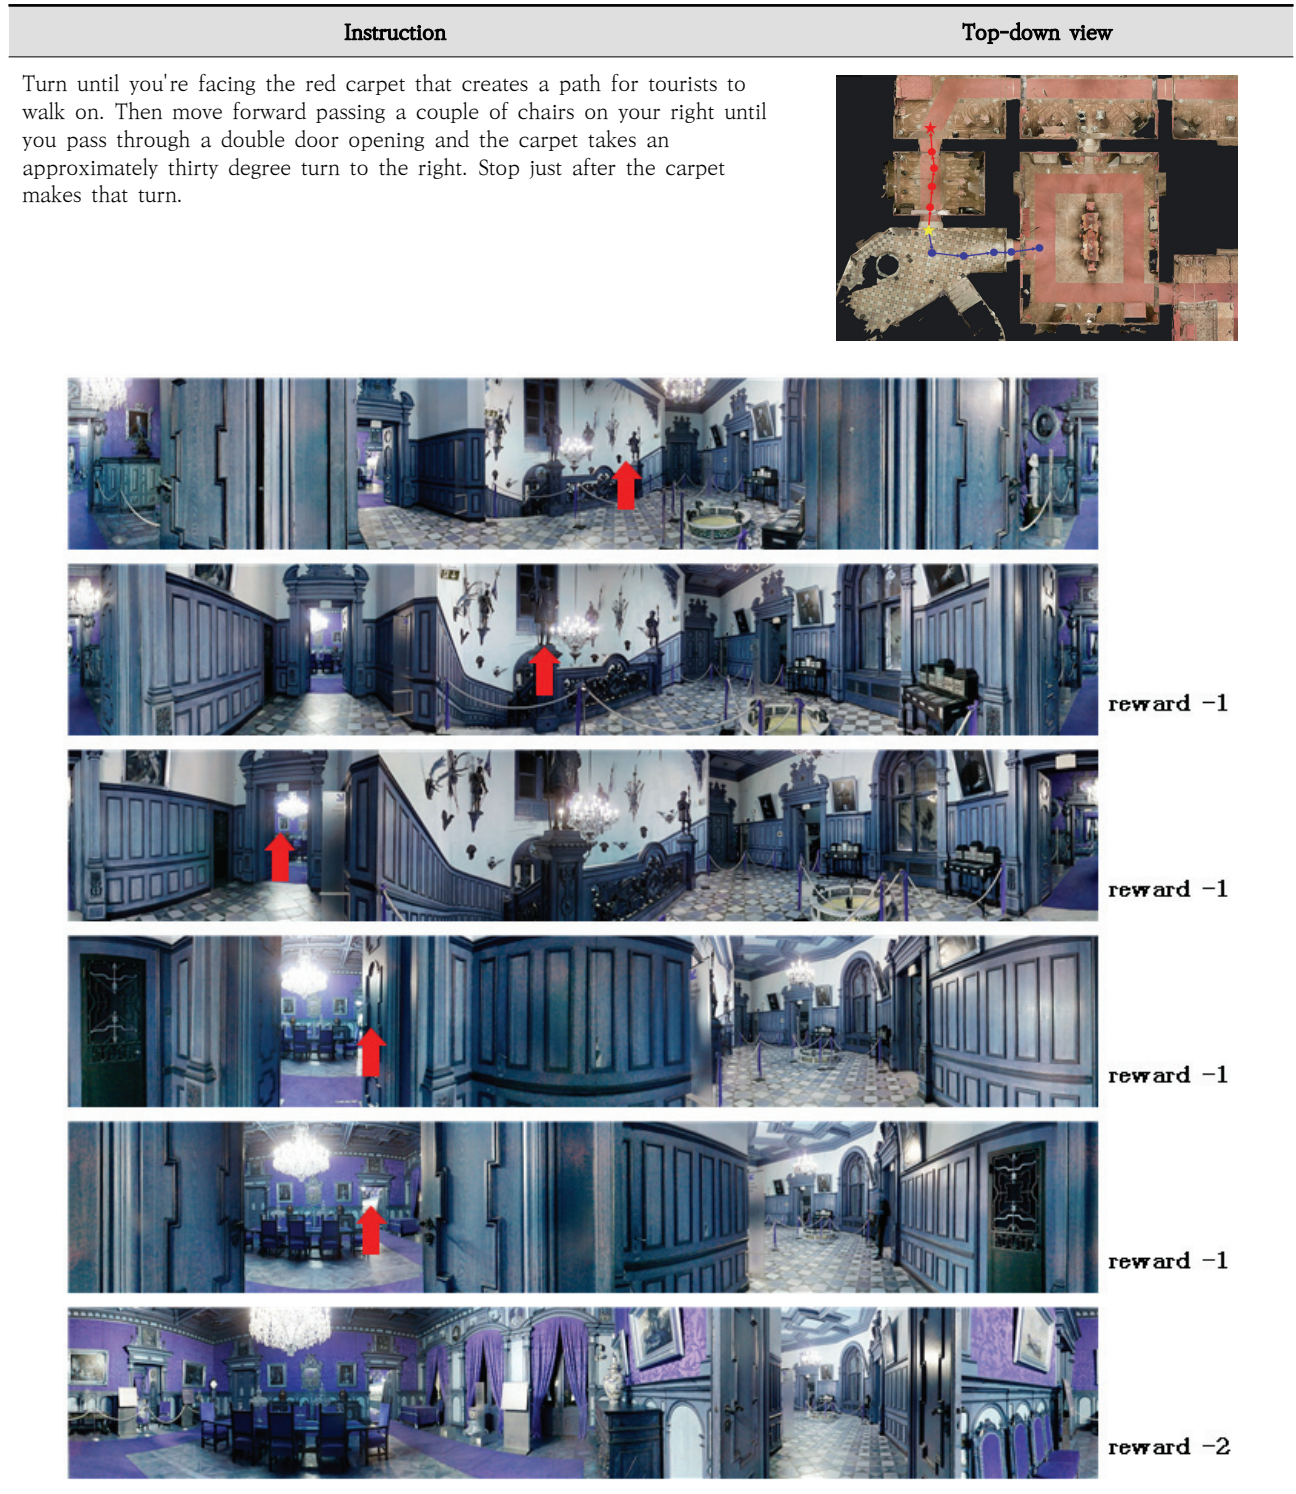 Instruction
Top-down view
Turn until you're facing the red carpet that creates a path for tourists to
walk on. Then move forward passing a couple of chairs on your right until
you pass through a double door opening and the carpet takes an
approximately thirty degree turn to the right. Stop just after the carpet
makes that turn.
reward -1
reward -1
reward -1
reward -1
reward -2